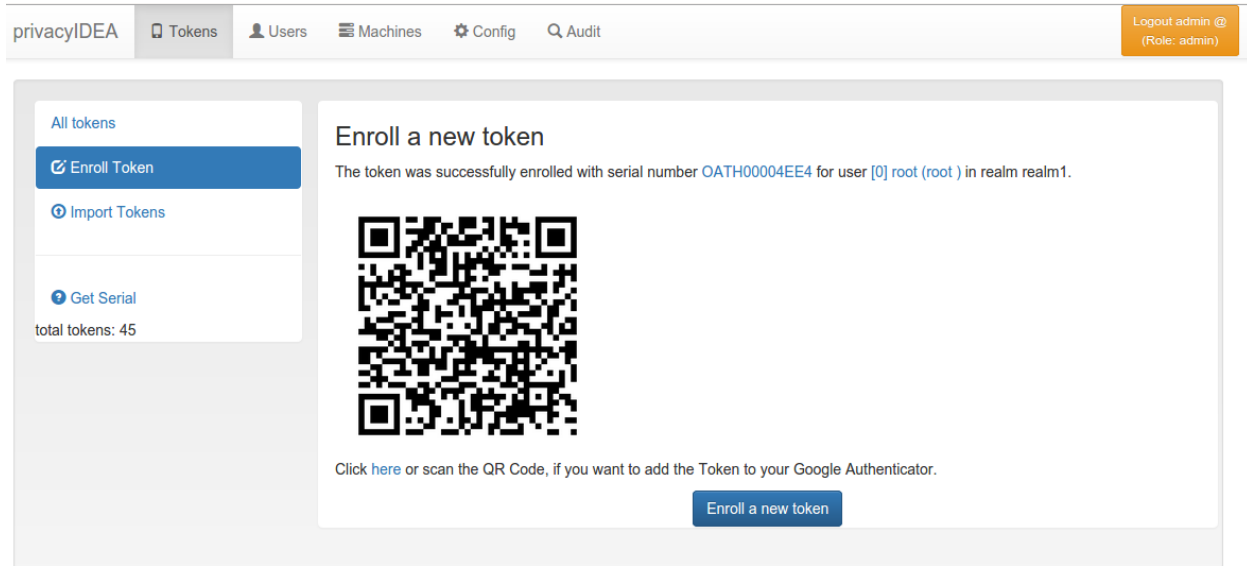 privacyIDEA Tokens Users Machines Config Audit
Logout admin @
(Role: admin)
All tokens
Enroll Token
Import Tokens
Get Serial
total tokens: 45
Enroll a new token
The token was successfully enrolled with serial number OATH00004EE4 for user [0] root (root ) in realm realm1.
Click here or scan the QR Code, if you want to add the Token to your Google Authenticator.
Enroll a new token